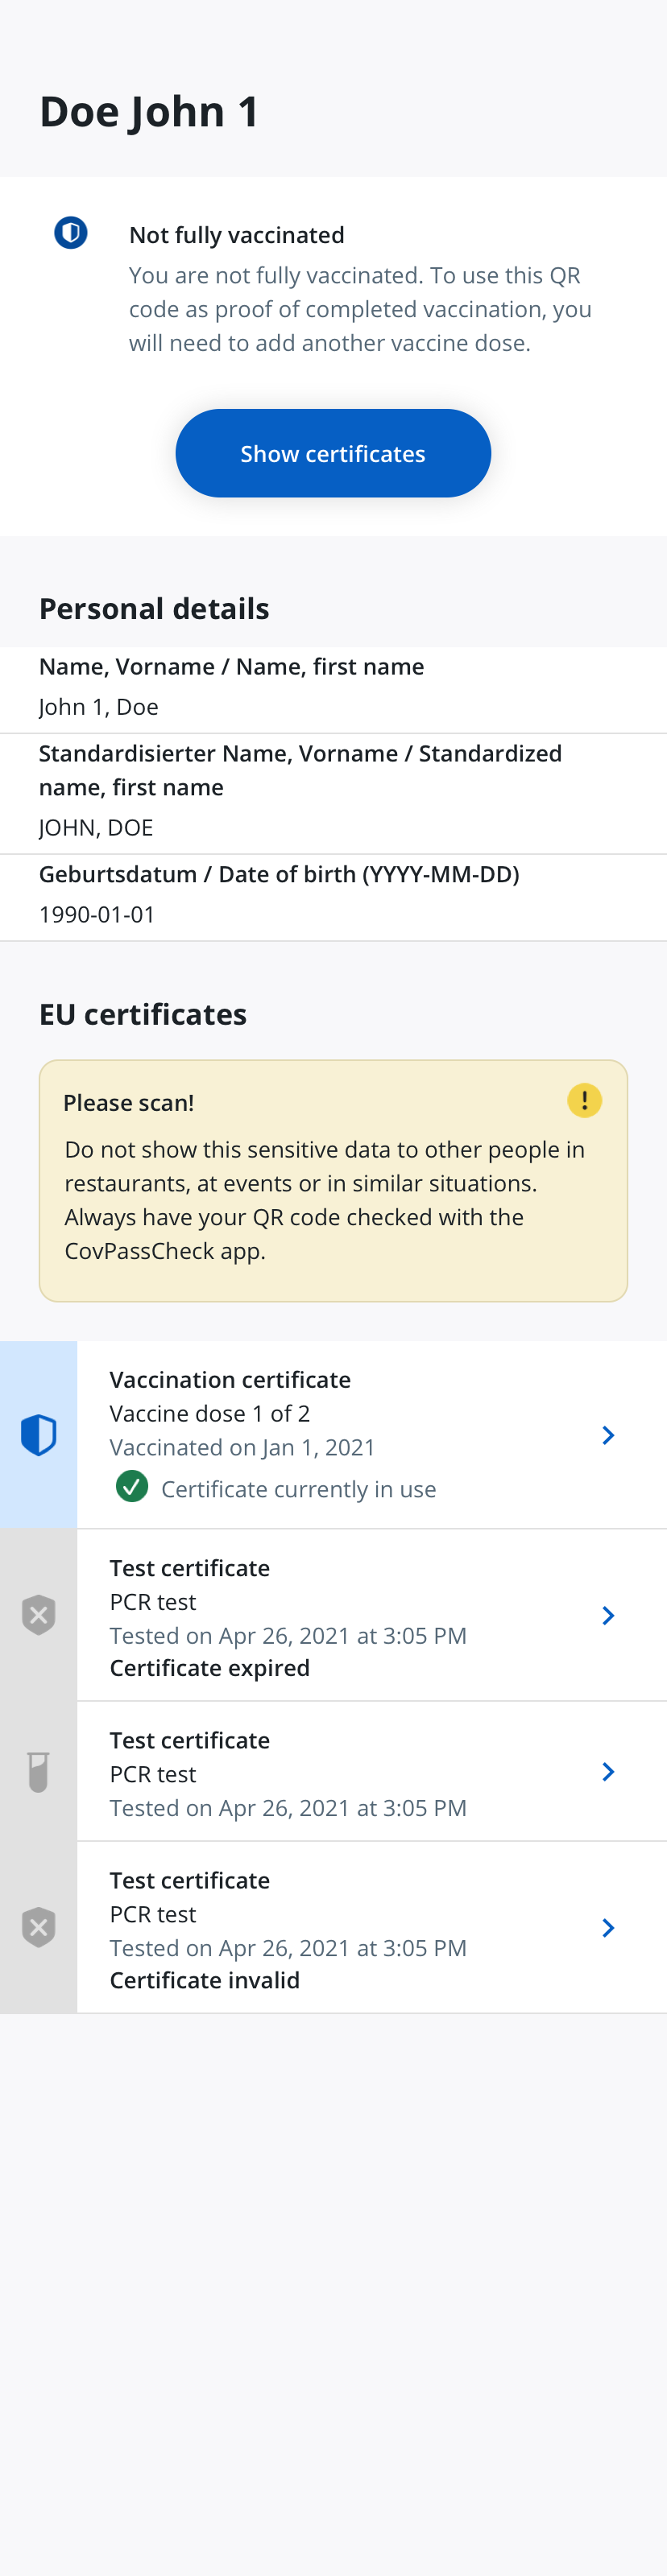 Doe John 1
Not fully vaccinated
You are not fully vaccinated. To use this QR
code as proof of completed vaccination, you
will need to add another vaccine dose.
Show certificates
Personal details
Name, Vorname / Name, first name
John 1, Doe
Standardisierter Name, Vorname / Standardized
name, first name
JOHN, DOE
Geburtsdatum / Date of birth (YYYY-MM-DD)
1990-01-01
EU certificates
Please scan!
Do not show this sensitive data to other people in
restaurants, at events or in similar situations.
Always have your QR code checked with the
CovPassCheck app.
Vaccination certificate
Vaccine dose 1 of 2
Vaccinated on Jan 1, 2021
Certificate currently in use
Test certificate
PCR test
Tested on Apr 26, 2021 at 3:05 PM
Certificate expired
Test certificate
PCR test
Tested on Apr 26, 2021 at 3:05 PM
Test certificate
PCR test
Tested on Apr 26, 2021 at 3:05 PM
Certificate invalid